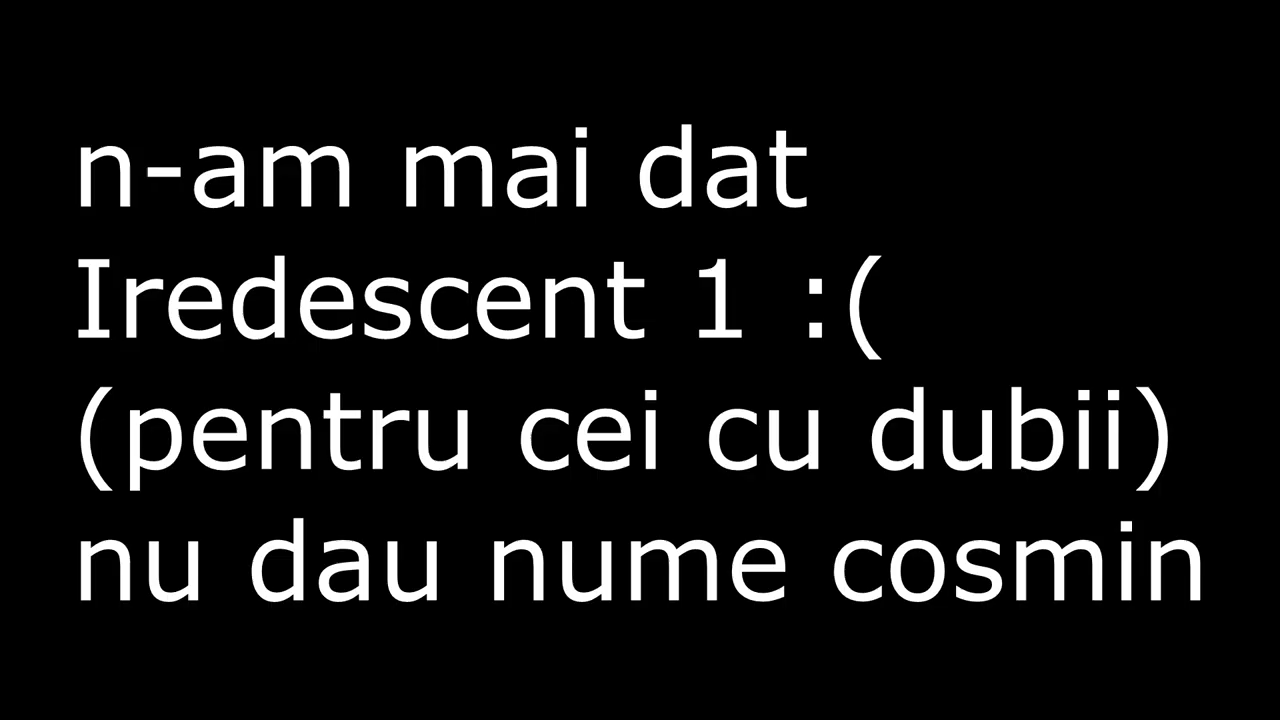 n-am mai dat
Iredescent 1 :(
(pentru cei cu dubii)
nu dau nume cosmin